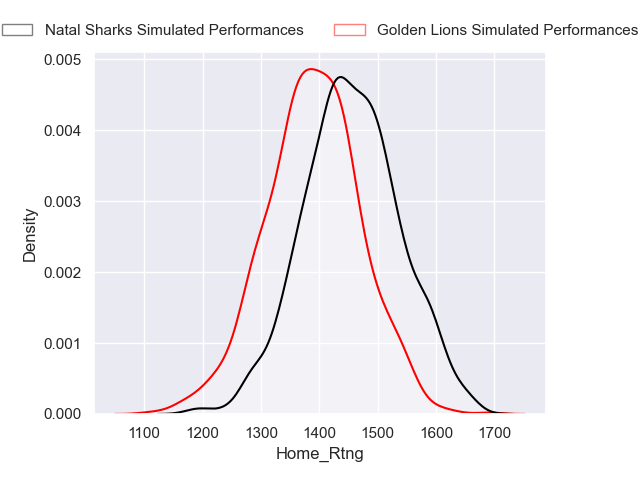 Natal Sharks Simulated Performances Golden Lions Simulated Performances
0.005
0.004
0.003
0.002
0.001
0.000
Density
1100 1200 1300 1400 1500 1600 1700
Home_Rtng